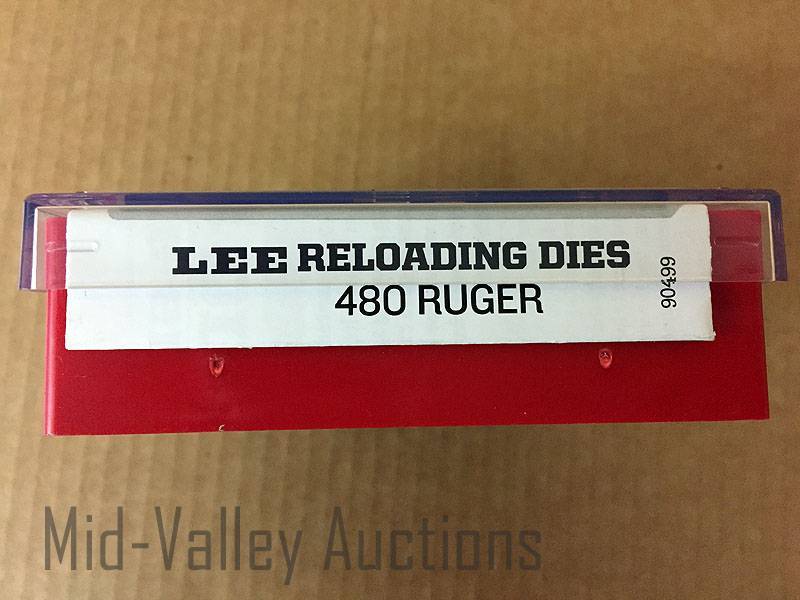 LEE RELOADING DIES
480 RUGER
90499
Mid-Valley Auctions